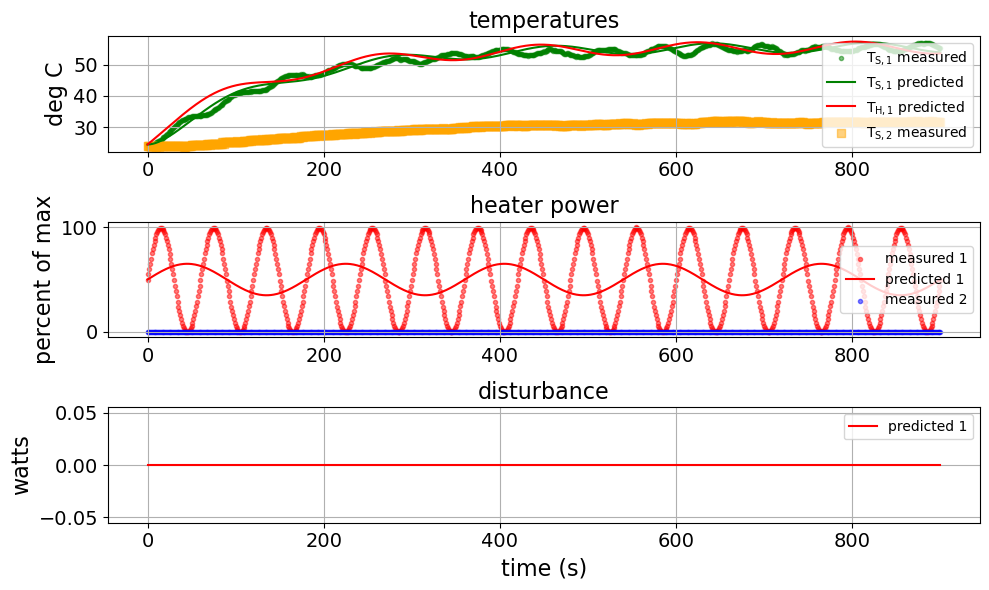 temperatures
deg C
50
40
30
T_S,1 measured
T_S,1 predicted
T_H,1 predicted
T_S,2 measured
0 200 400 600 800
heater power
percent of max
100
0
measured 1
predicted 1
measured 2
0 200 400 600 800
disturbance
watts
0.05
0.00
−0.05
predicted 1
0 200 400 600 800
time (s)